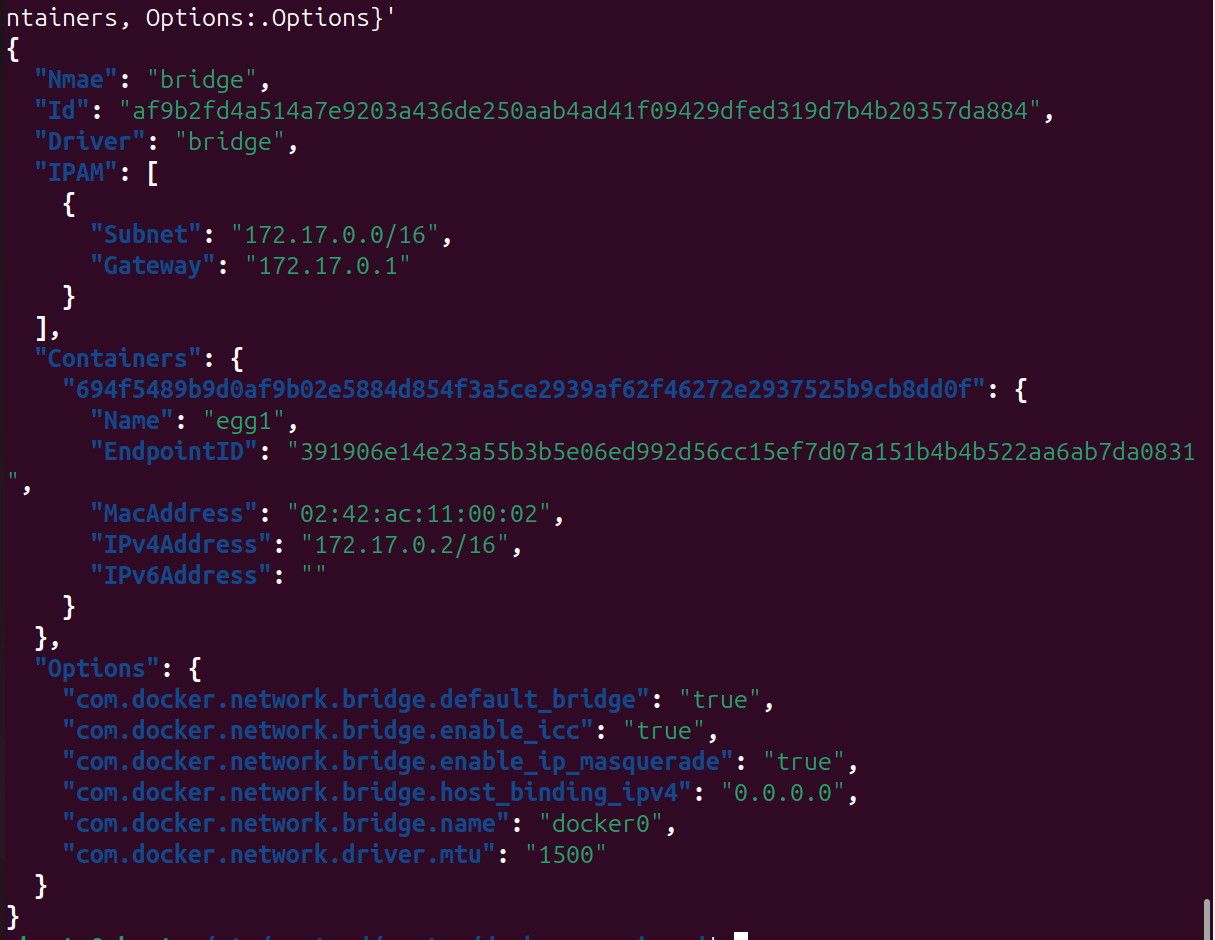 ntainers, Options:.Options}'
{
  "Nmae": "bridge",
  "Id": "af9b2fd4a514a7e9203a436de250aab4ad41f09429dfed319d7b4b20357da884",
  "Driver": "bridge",
  "IPAM": [
    {
      "Subnet": "172.17.0.0/16",
      "Gateway": "172.17.0.1"
    }
  ],
  "Containers": {
    "694f5489b9d0af9b02e5884d854f3a5ce2939af62f46272e2937525b9cb8dd0f": {
      "Name": "egg1",
      "EndpointID": "391906e14e23a55b3b5e06ed992d56cc15ef7d07a151b4b4b522aa6ab7da0831
",
      "MacAddress": "02:42:ac:11:00:02",
      "IPv4Address": "172.17.0.2/16",
      "IPv6Address": ""
    }
  },
  "Options": {
    "com.docker.network.bridge.default_bridge": "true",
    "com.docker.network.bridge.enable_icc": "true",
    "com.docker.network.bridge.enable_ip_masquerade": "true",
    "com.docker.network.bridge.host_binding_ipv4": "0.0.0.0",
    "com.docker.network.bridge.name": "docker0",
    "com.docker.network.driver.mtu": "1500"
  }
}